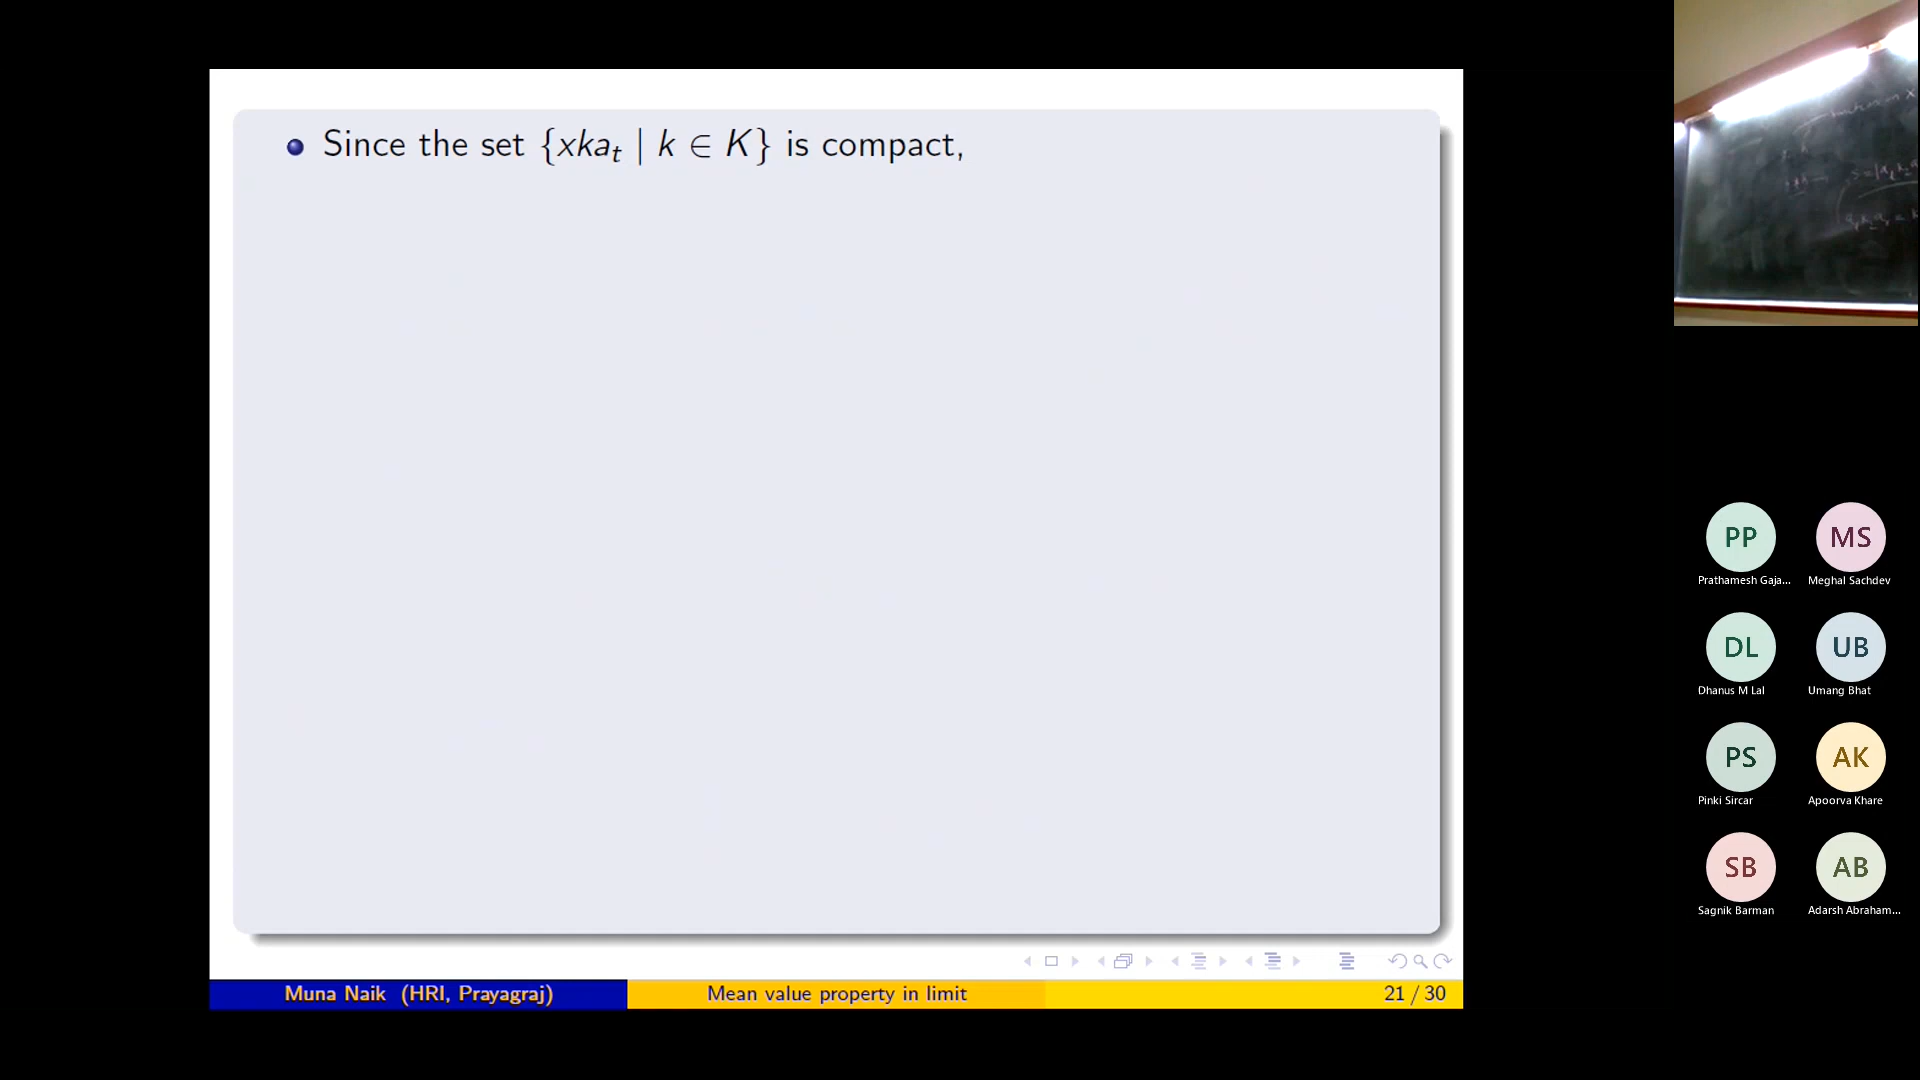 Since the set {xka_t | k ∈ K} is compact,
Muna Naik (HRI, Prayagraj)
Mean value property in limit
21 / 30
PP
MS
Prathamesh Gaja...
Meghal Sachdev
DL
UB
Dhanus M Lal
Umang Bhat
PS
AK
Pinki Sircar
Apoorva Khare
SB
AB
Sagnik Barman
Adarsh Abraham...